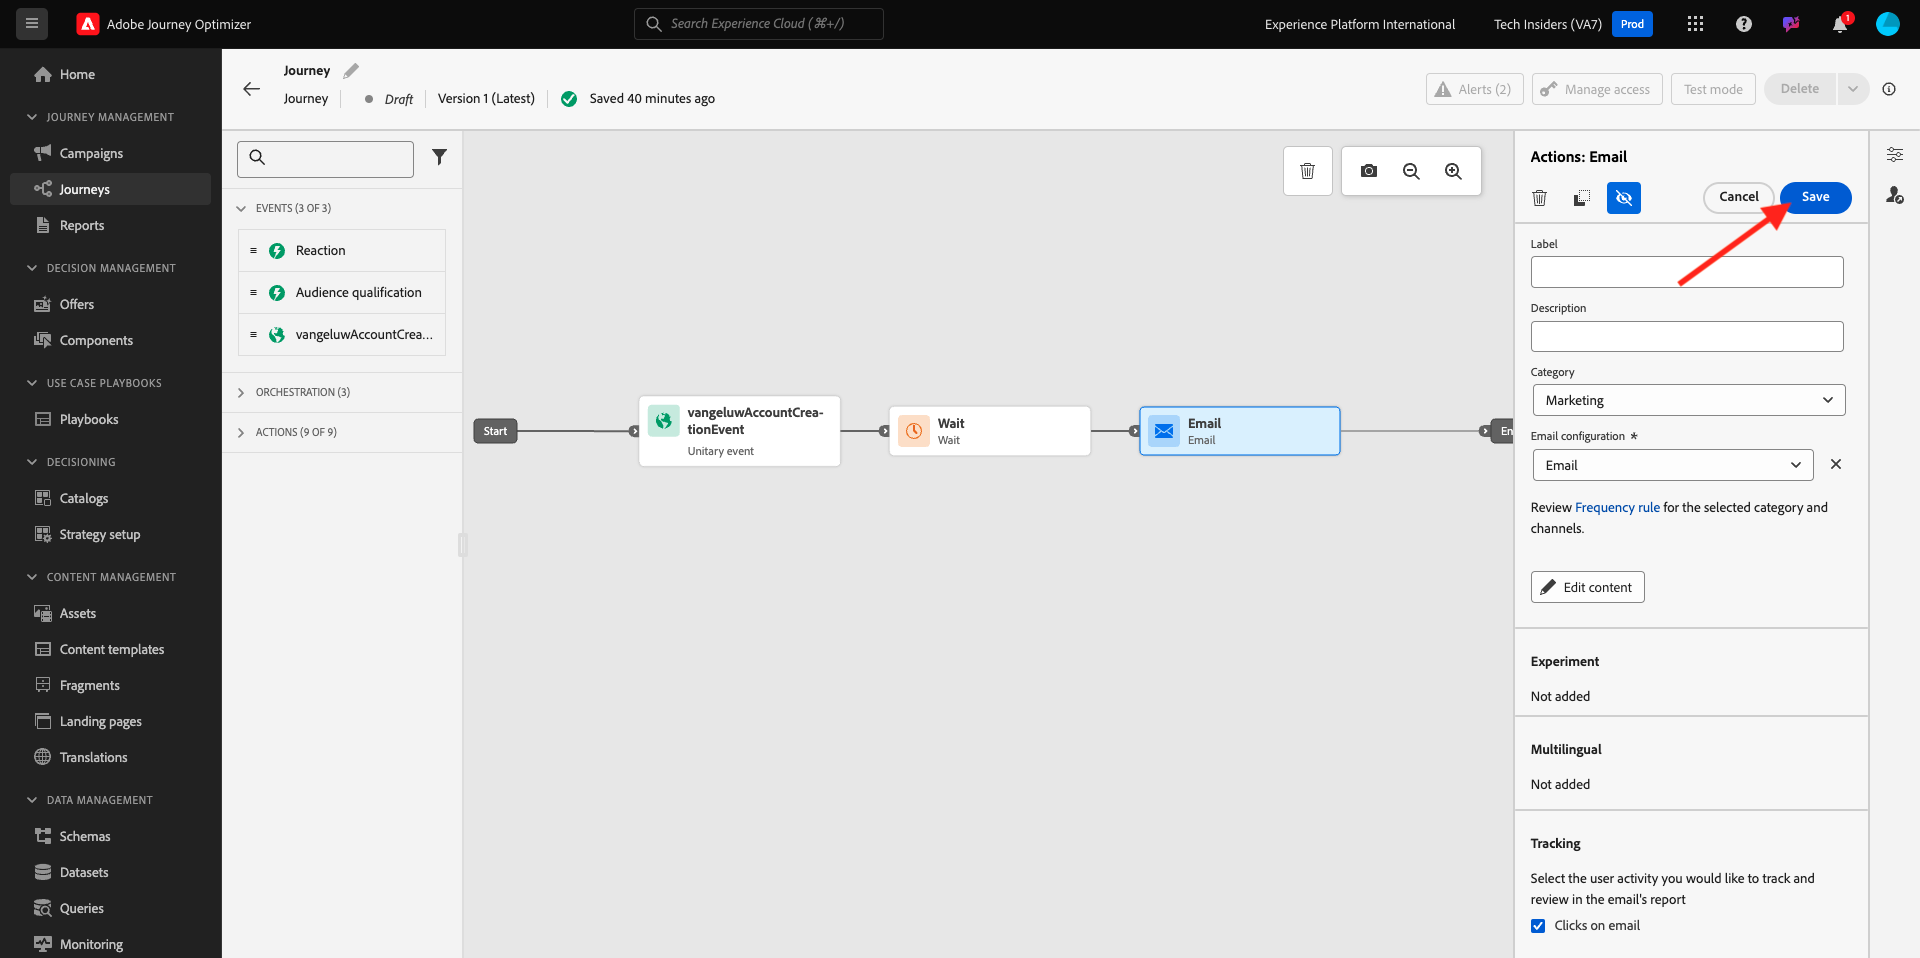 Adobe Journey Optimizer
Search Experience Cloud (⌘+/)
Experience Platform International
Tech Insiders (VA7)
Prod
1
Home
JOURNEY MANAGEMENT
Campaigns
Journeys
Reports
DECISION MANAGEMENT
Offers
Components
USE CASE PLAYBOOKS
Playbooks
DECISIONING
Catalogs
Strategy setup
CONTENT MANAGEMENT
Assets
Content templates
Fragments
Landing pages
Translations
DATA MANAGEMENT
Schemas
Datasets
Queries
Monitoring
Journey
Journey
Draft
Version 1 (Latest)
Saved 40 minutes ago
Alerts (2)
Manage access
Test mode
Delete
EVENTS (3 OF 3)
Reaction
Audience qualification
vangeluwAccountCrea...
ORCHESTRATION (3)
ACTIONS (9 OF 9)
Start
vangeluwAccountCrea-
tionEvent
Unitary event
Wait
Wait
Email
Email
En
Actions: Email
Cancel
Save
Label
Description
Category
Marketing
Email configuration *
Email
Review Frequency rule for the selected category and
channels.
Edit content
Experiment
Not added
Multilingual
Not added
Tracking
Select the user activity you would like to track and
review in the email's report
Clicks on email